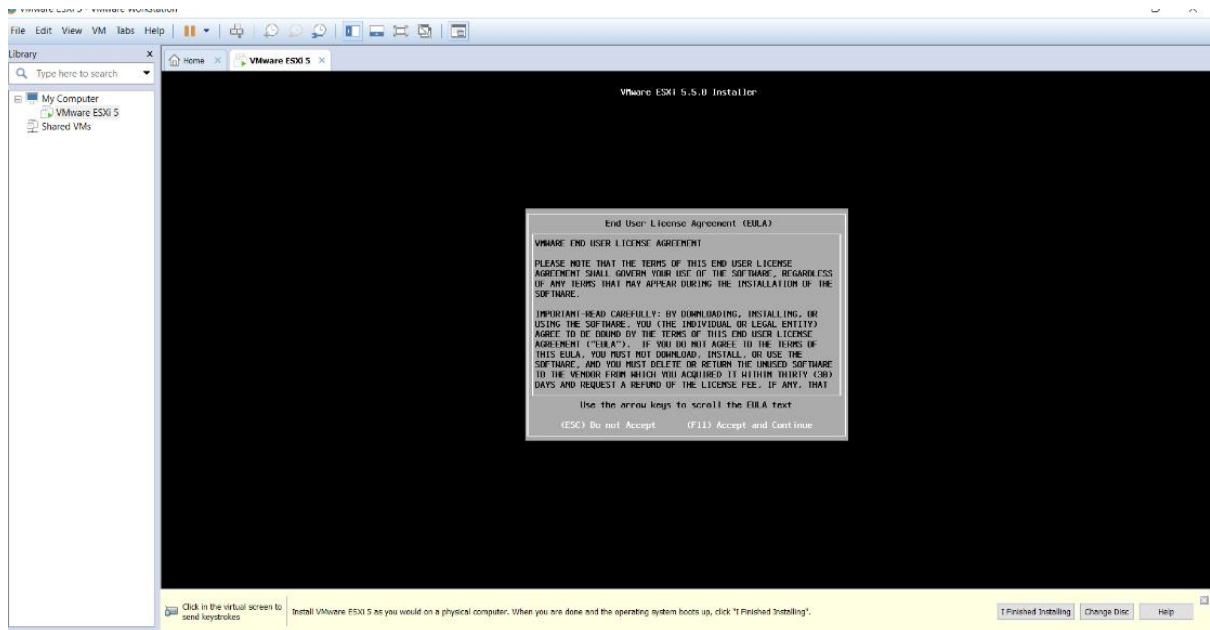 VMware ESXi 5 - VMware Workstation
File Edit View VM Tabs Help
Library x
Home × VMware ESXi 5 ×
Type here to search
My Computer
VMware ESXi 5
Shared VMs
VMware ESXi 5.5.0 Installer
End User License Agreement (EULA)
VMWARE END USER LICENSE AGREEMENT
PLEASE NOTE THAT THE TERMS OF THIS END USER LICENSE
AGREEMENT SHALL GOVERN YOUR USE OF THE SOFTWARE, REGARDLESS
OF ANY TERMS THAT MAY APPEAR DURING THE INSTALLATION OF THE
SOFTWARE.
IMPORTANT-READ CAREFULLY: BY DOWNLOADING, INSTALLING, OR
USING THE SOFTWARE, YOU (THE INDIVIDUAL OR LEGAL ENTITY)
AGREE TO BE BOUND BY THE TERMS OF THIS END USER LICENSE
AGREEMENT ("EULA"). IF YOU DO NOT AGREE TO THE TERMS OF
THIS EULA, YOU MUST NOT DOWNLOAD, INSTALL, OR USE THE
SOFTWARE, AND YOU MUST DELETE OR RETURN THE UNUSED SOFTWARE
TO THE VENDOR FROM WHICH YOU ACQUIRED IT WITHIN THIRTY (30)
DAYS AND REQUEST A REFUND OF THE LICENSE FEE, IF ANY, THAT
Use the arrow keys to scroll the EULA text
(ESC) Do not Accept (F11) Accept and Continue
Click in the virtual screen to
send keystrokes
Install VMware ESXi 5 as you would on a physical computer. When you are done and the operating system boots up, click "I Finished Installing".
I Finished Installing Change Disc Help